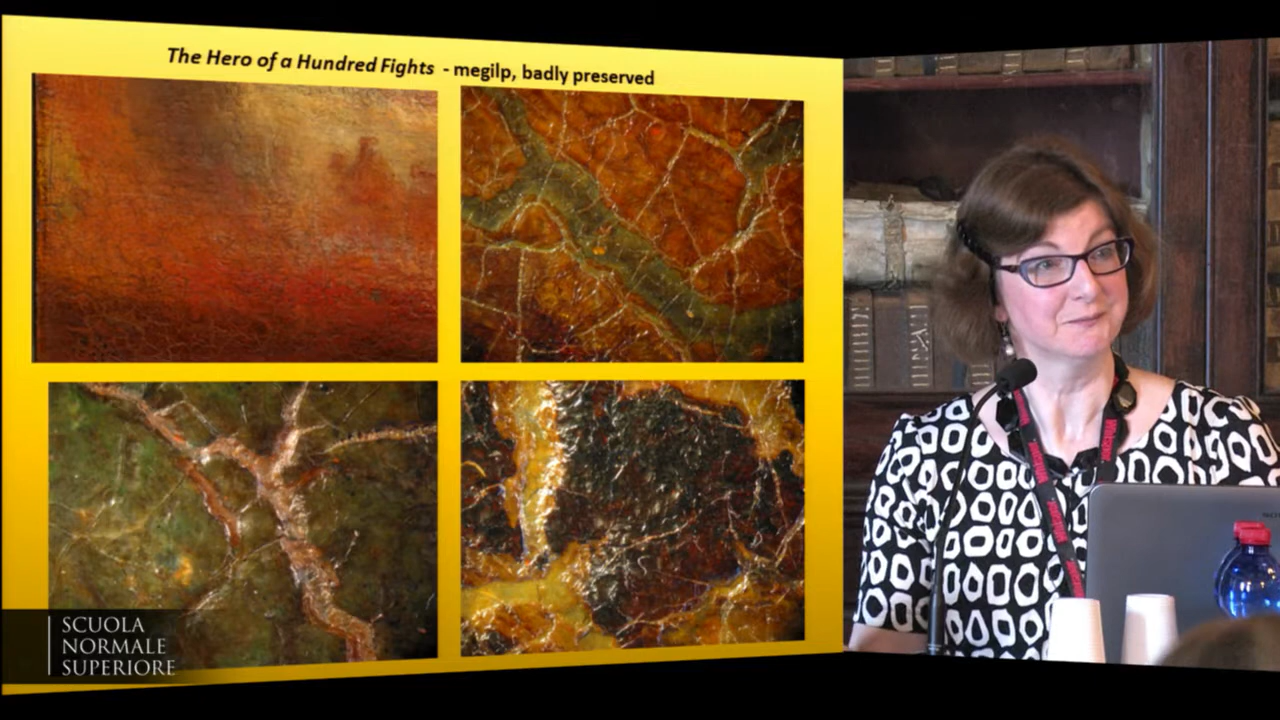 The Hero of a Hundred Fights - megilp, badly preserved
SCUOLA
NORMALE
SUPERIORE